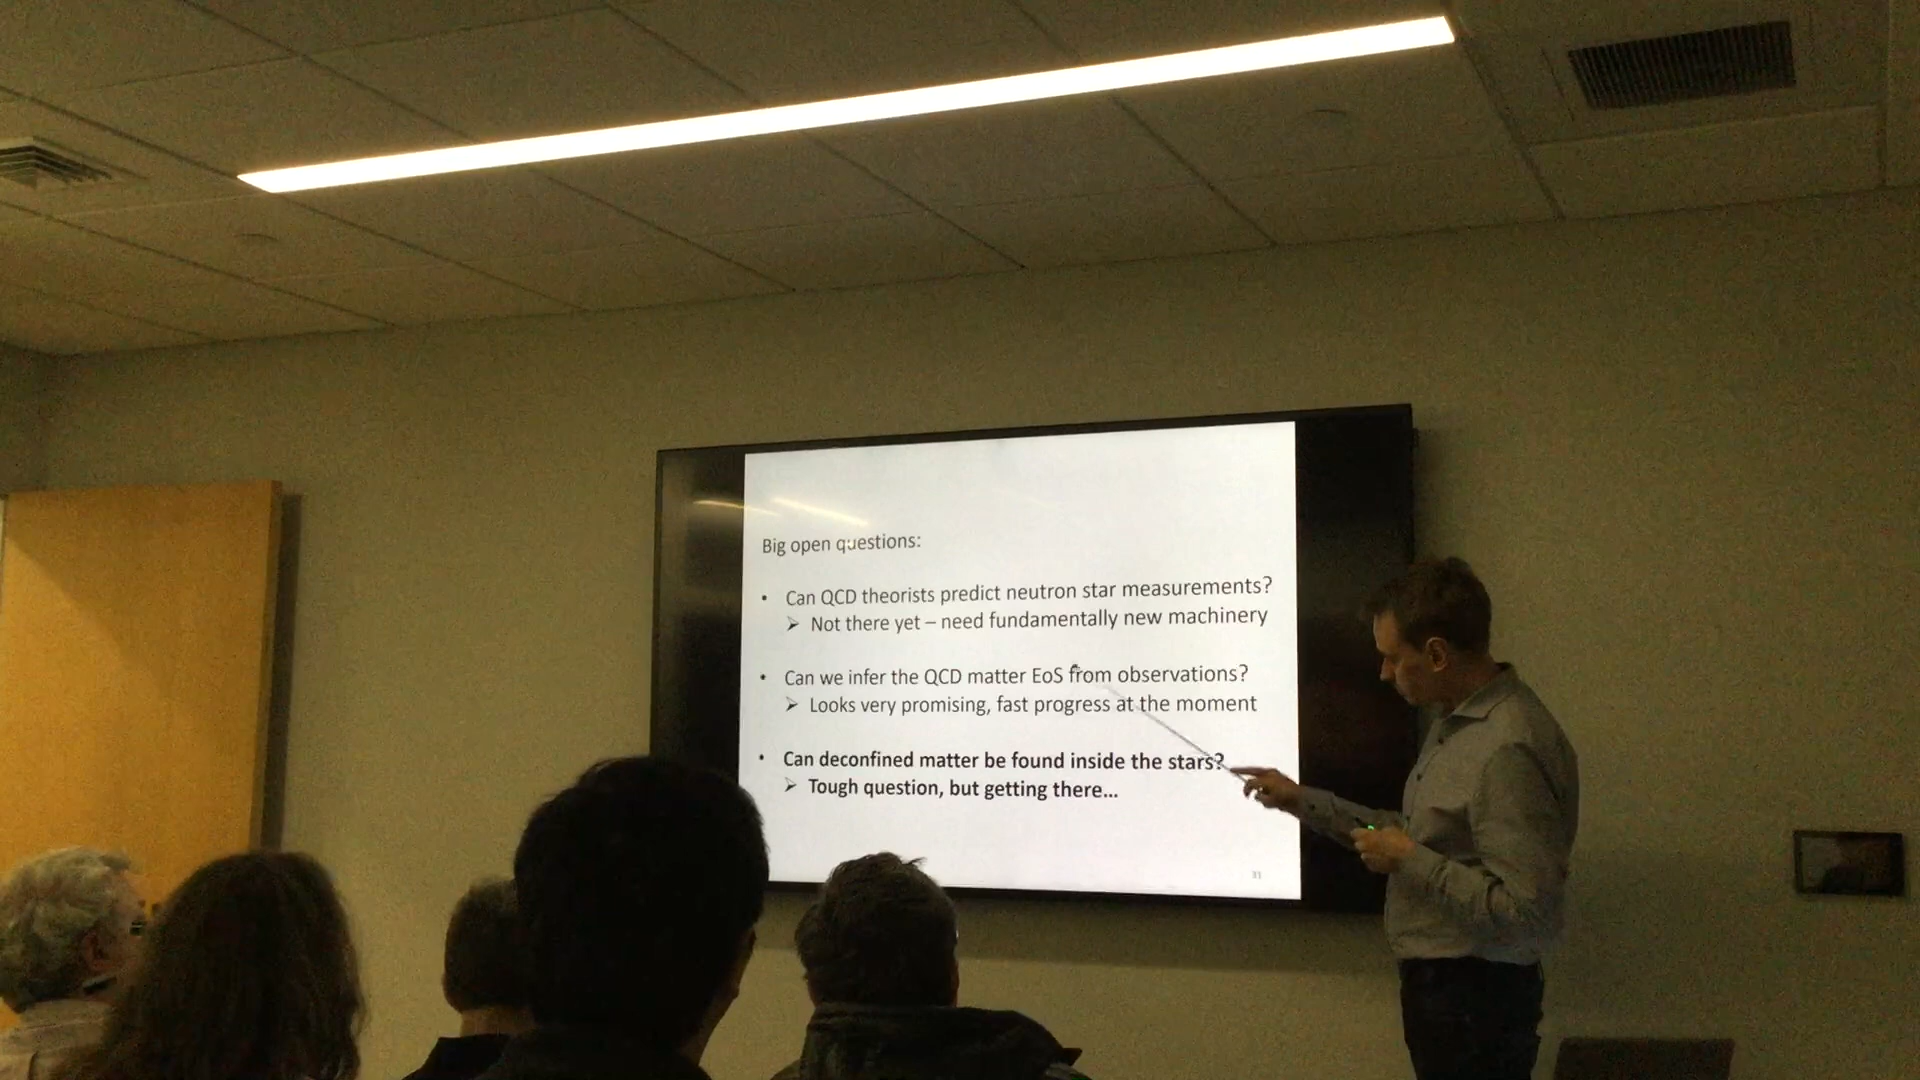 Big open questions:
• Can QCD theorists predict neutron star measurements?
➢ Not there yet – need fundamentally new machinery
• Can we infer the QCD matter EoS from observations?
➢ Looks very promising, fast progress at the moment
• Can deconfined matter be found inside the stars?
➢ Tough question, but getting there...